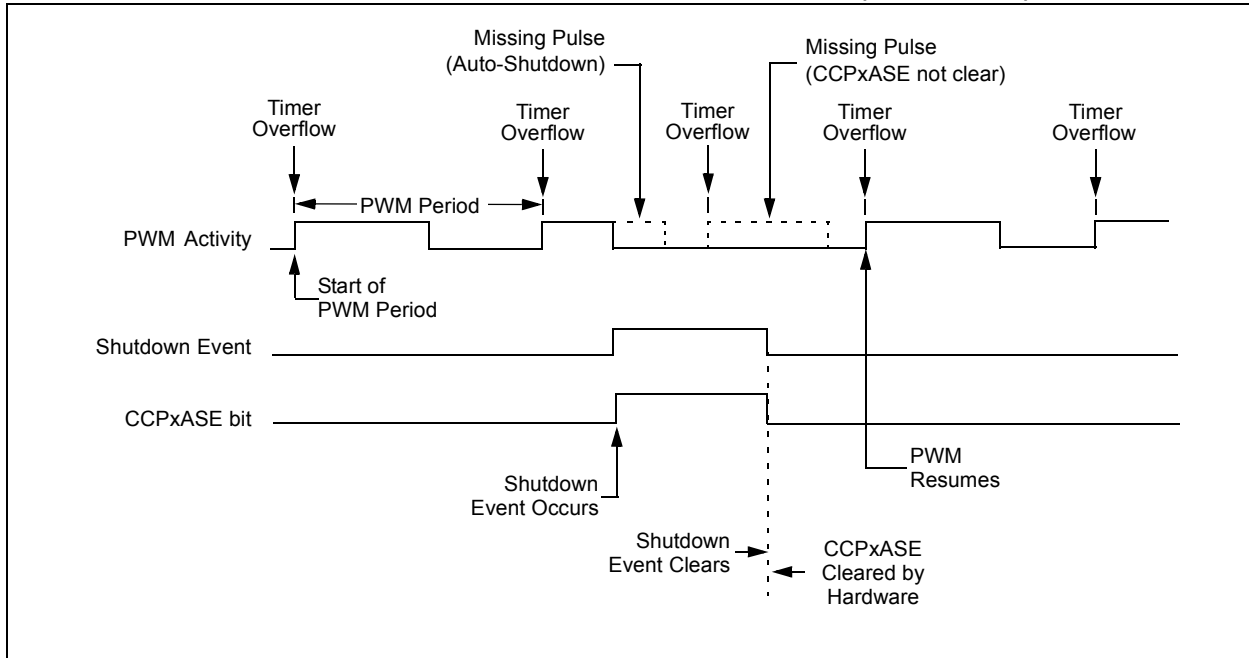 Missing Pulse
(Auto-Shutdown)
Missing Pulse
(CCPxASE not clear)
Timer
Overflow
Timer
Overflow
Timer
Overflow
Timer
Overflow
Timer
Overflow
PWM Period
PWM Activity
Start of
PWM Period
Shutdown Event
CCPxASE bit
Shutdown
Event Occurs
PWM
Resumes
Shutdown
Event Clears
CCPxASE
Cleared by
Hardware